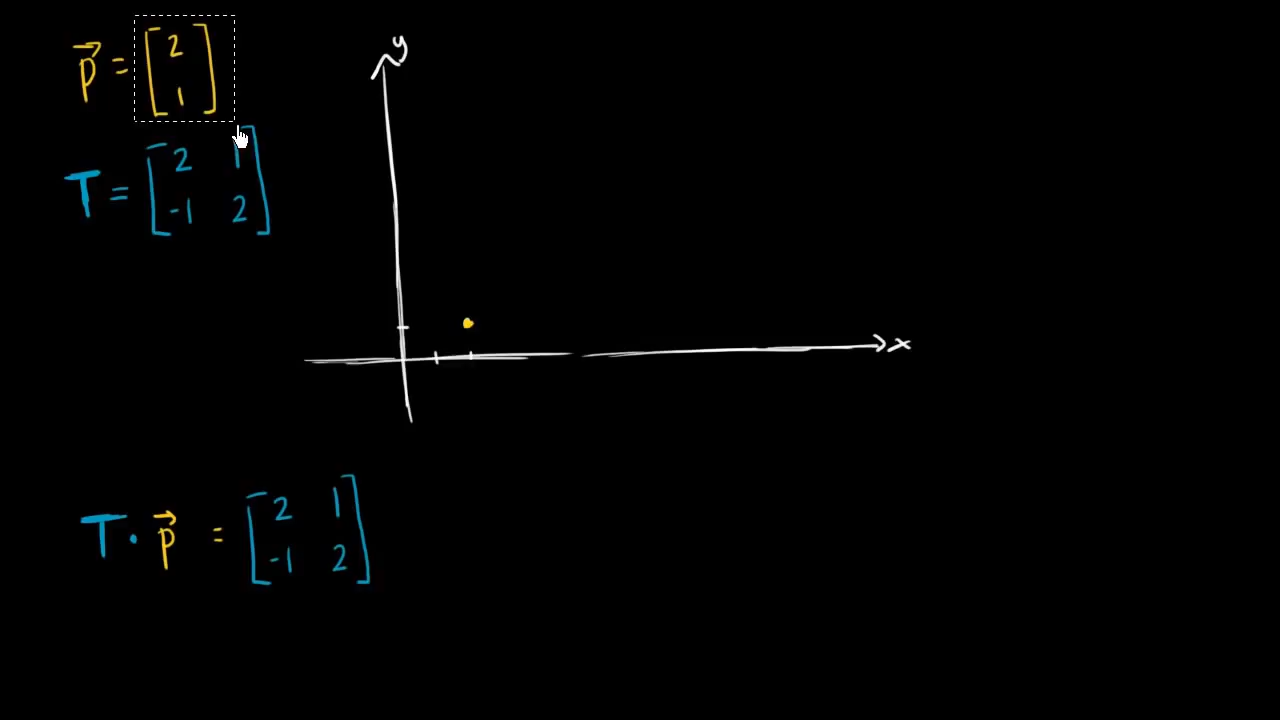 p⃗ = [2 1]
T = [2 1
-1 2]
y
x
T · p⃗ = [2 1
-1 2]